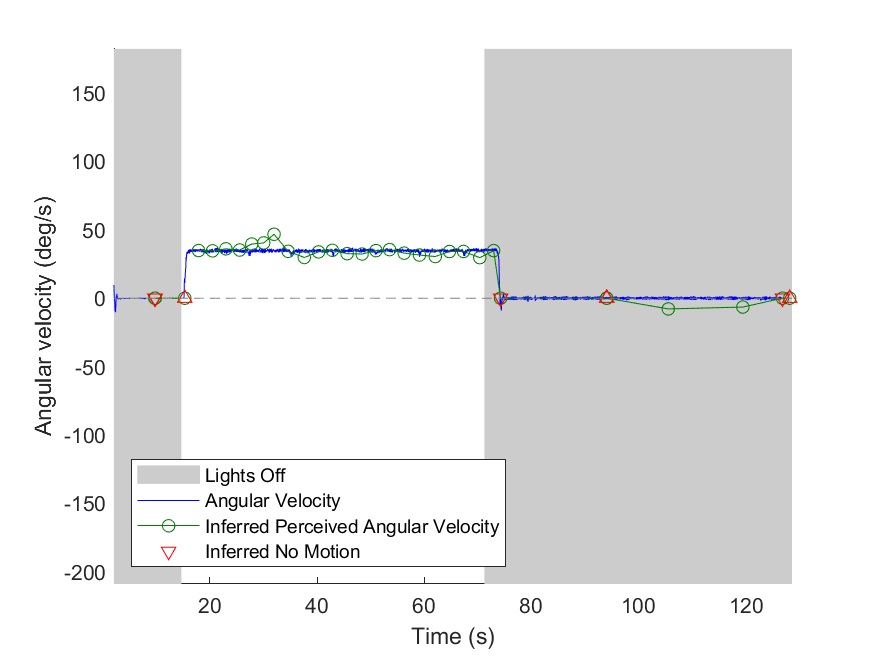 150
100
50
0
-50
-100
-150
-200
Angular velocity (deg/s)
Lights Off
Angular Velocity
Inferred Perceived Angular Velocity
Inferred No Motion
20 40 60 80 100 120
Time (s)